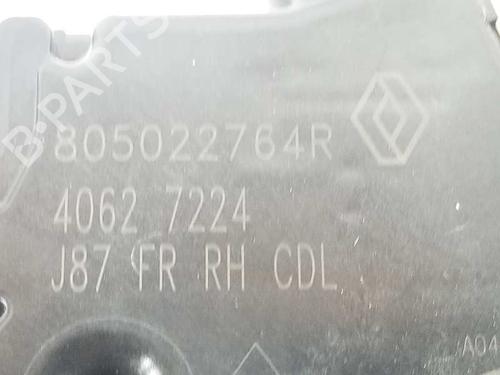 B-PARTS
805022764R
4062 7224
J87 FR RH CDL
A04